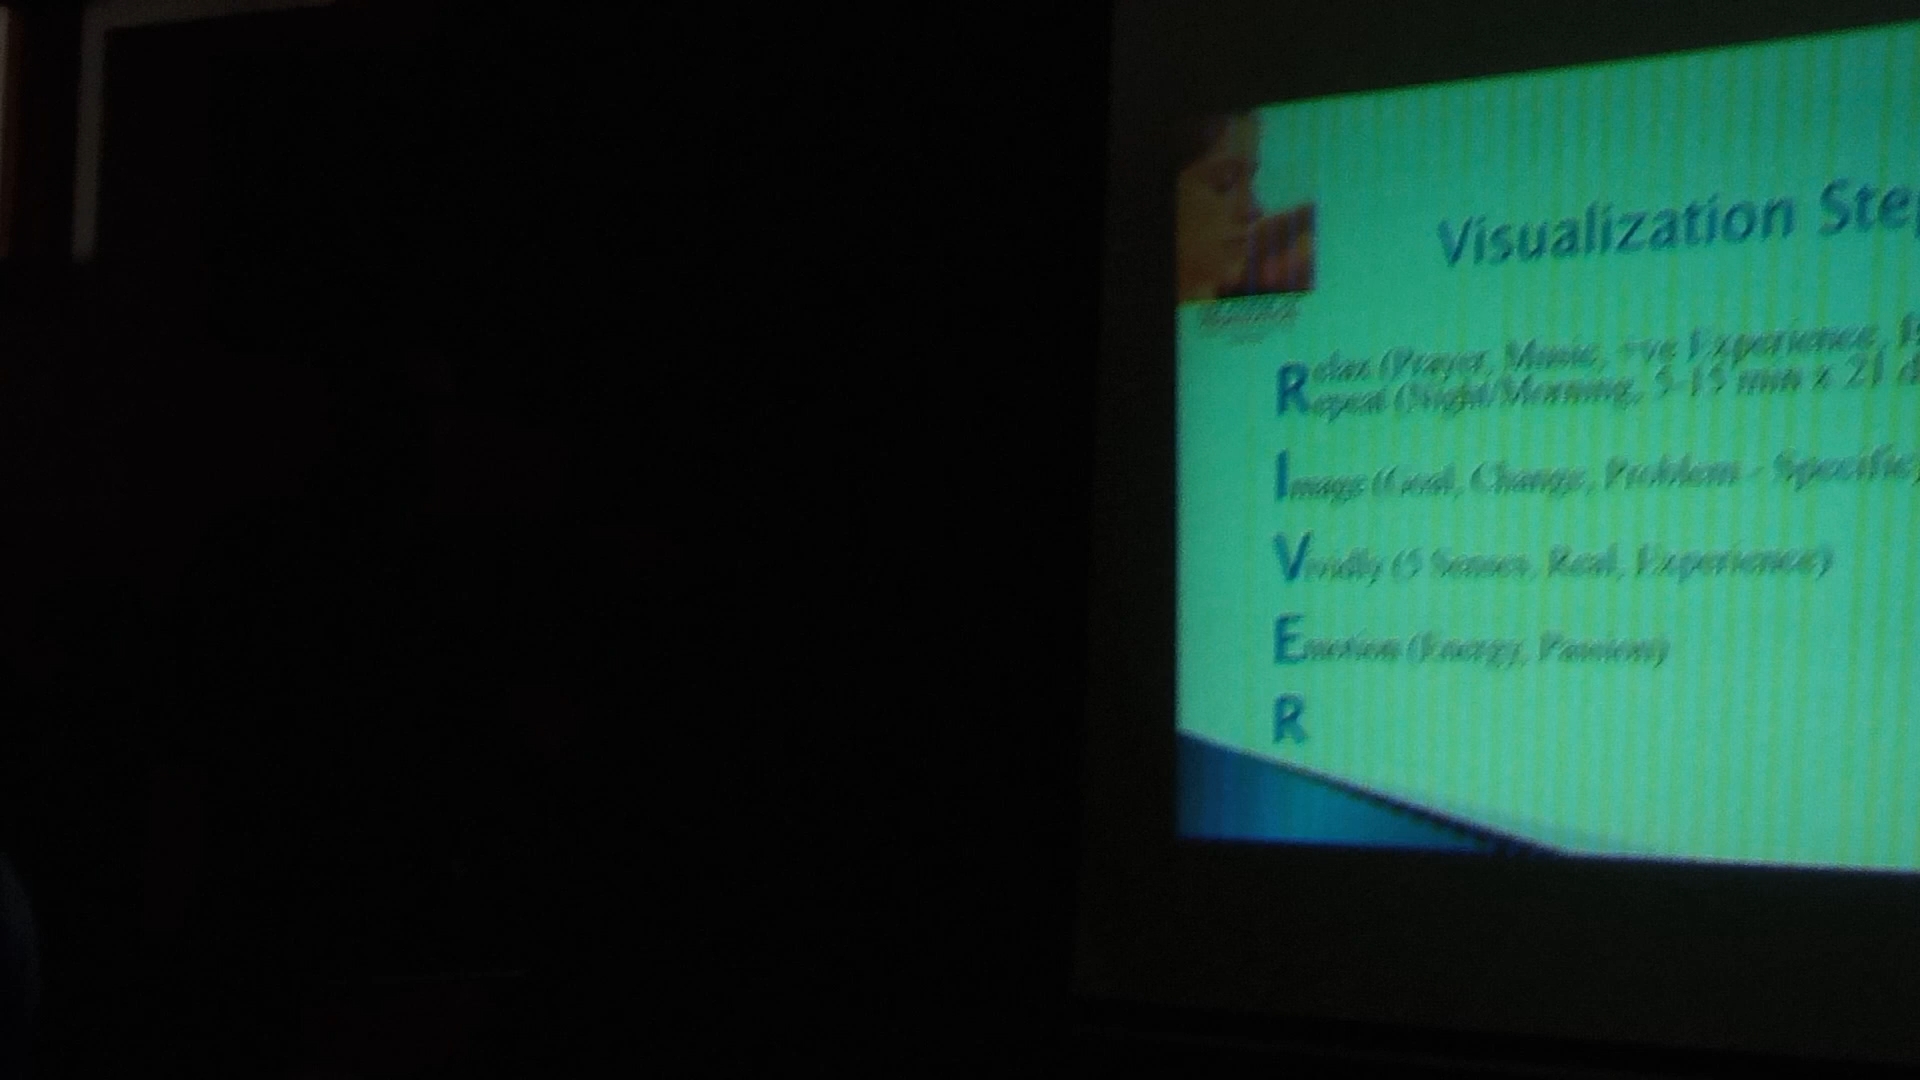 Visualization Ste
Relax (Prayer, Music, +ve Experience,
Repeat (Night/Morning, 5-15 min x 21 d
Image (Goal, Change, Problem - Specific)
Vividly (5 Senses, Real, Experience)
Emotion (Energy, Passion)
R